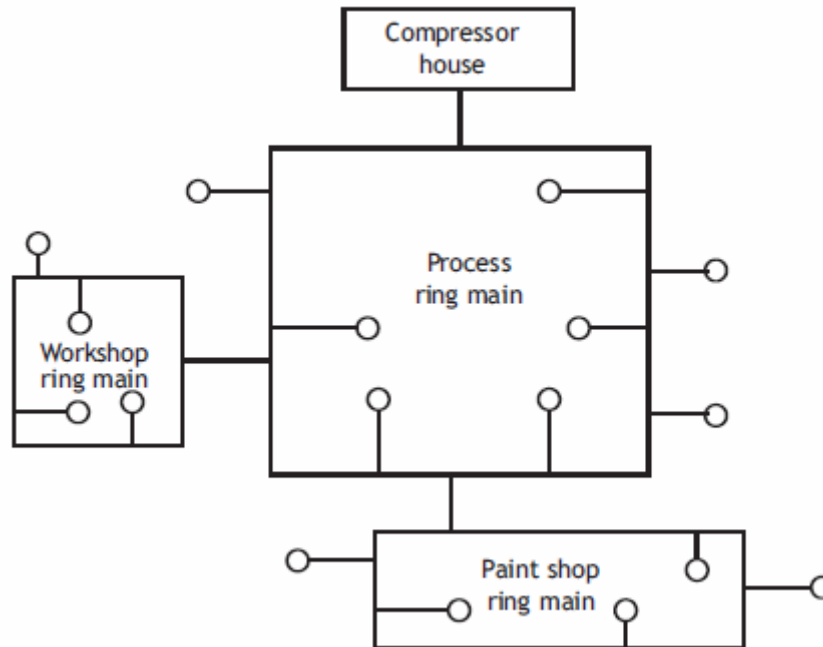 Compressor
house
Process
ring main
Workshop
ring main
Paint shop
ring main